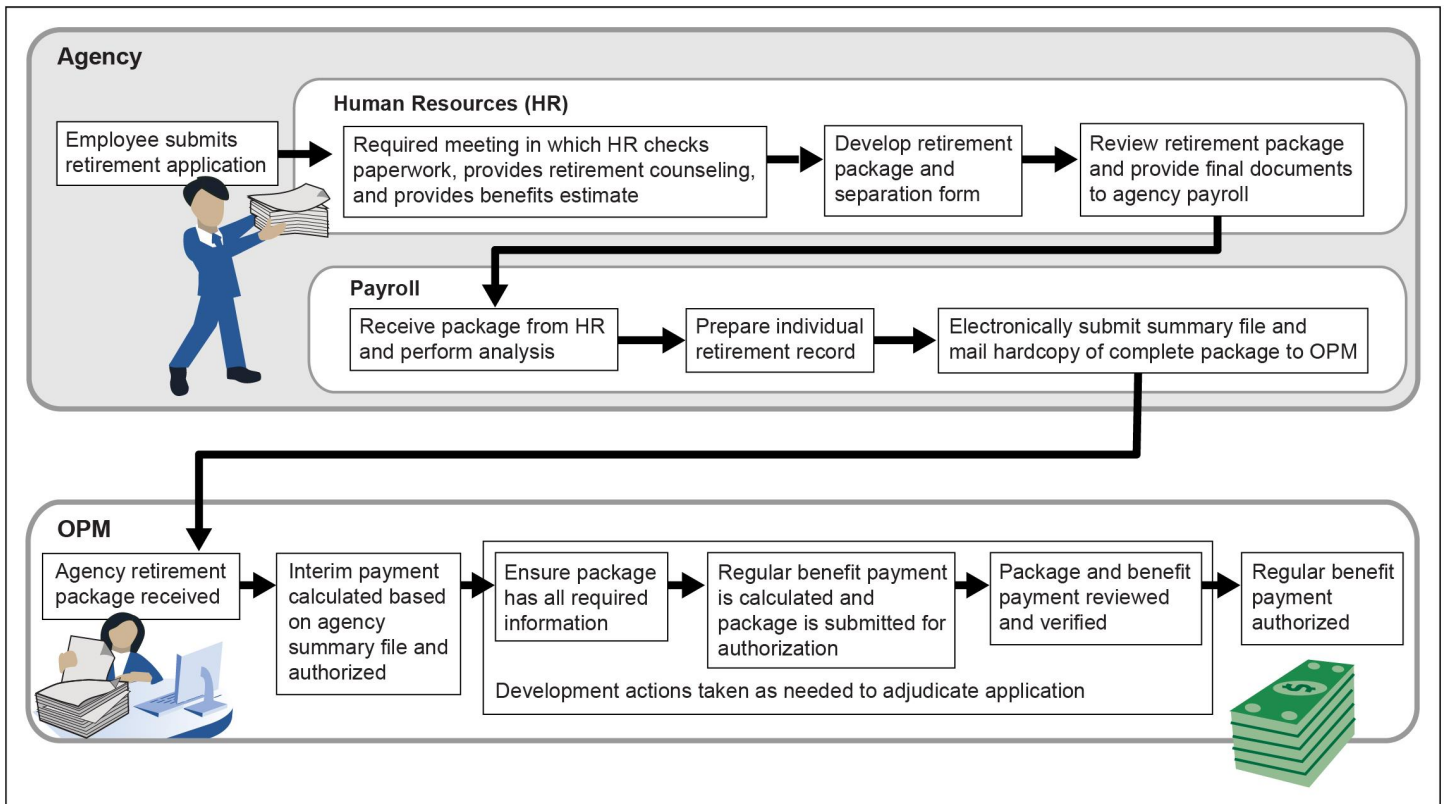 Agency
Human Resources (HR)
Employee submits
retirement application
Required meeting in which HR checks
paperwork, provides retirement counseling,
and provides benefits estimate
Develop retirement
package and
separation form
Review retirement package
and provide final documents
to agency payroll
Payroll
Receive package from HR
and perform analysis
Prepare individual
retirement record
Electronically submit summary file and
mail hardcopy of complete package to OPM
OPM
Agency retirement
package received
Interim payment
calculated based
on agency
summary file and
authorized
Ensure package
has all required
information
Regular benefit payment
is calculated and
package is submitted for
authorization
Package and benefit
payment reviewed
and verified
Regular benefit
payment
authorized
Development actions taken as needed to adjudicate application
$